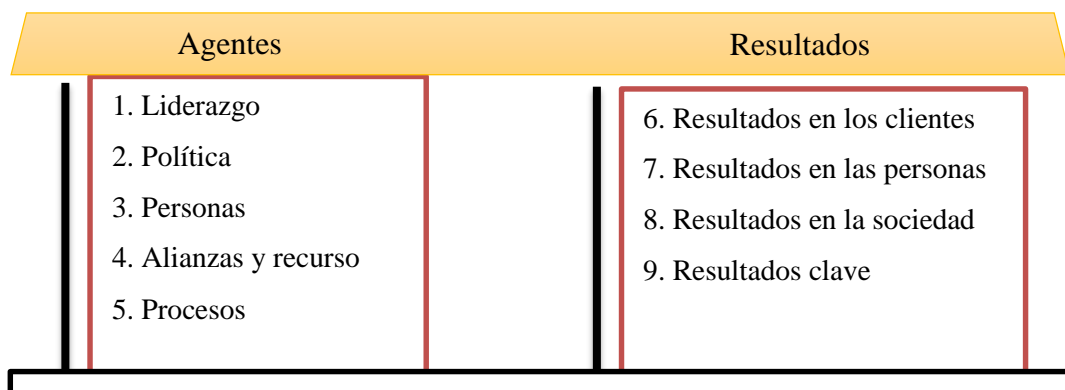 Agentes
Resultados
1. Liderazgo
2. Política
3. Personas
4. Alianzas y recurso
5. Procesos
6. Resultados en los clientes
7. Resultados en las personas
8. Resultados en la sociedad
9. Resultados clave